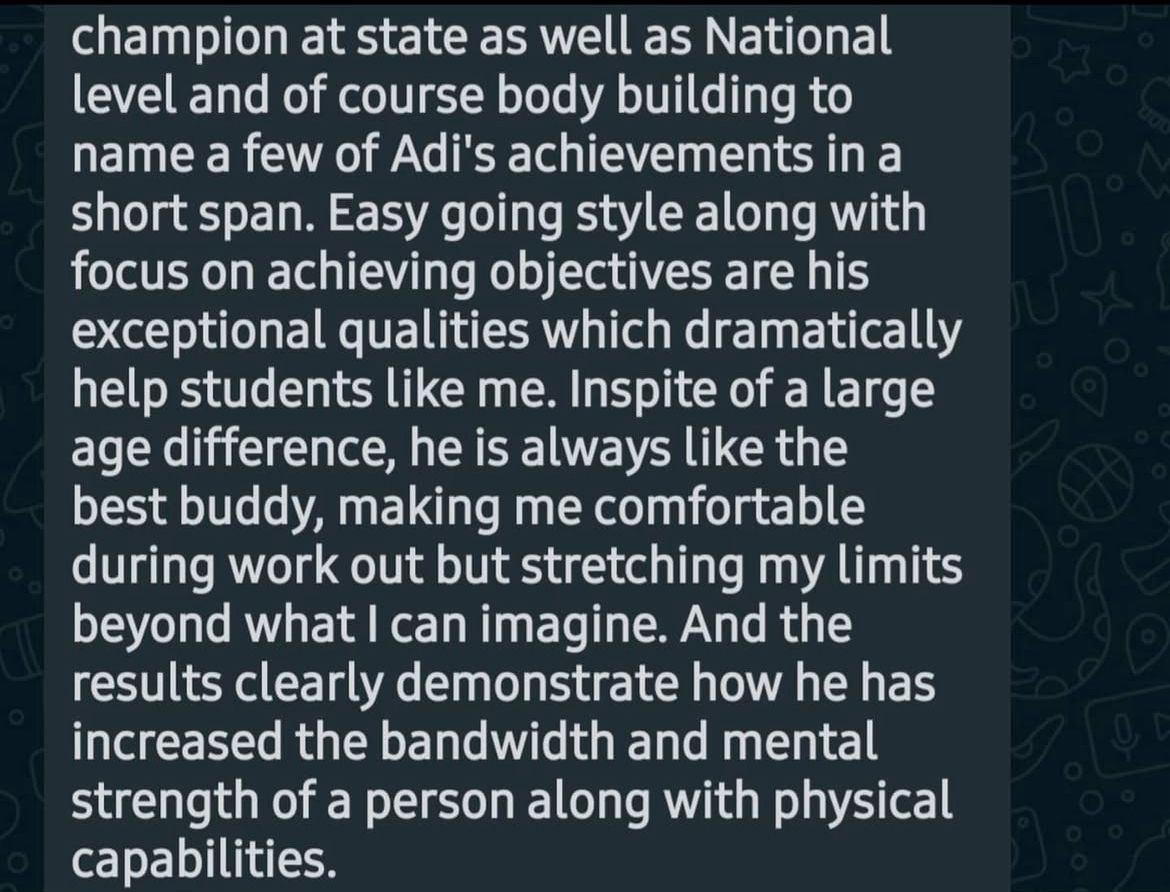 champion at state as well as National
level and of course body building to
name a few of Adi's achievements in a
short span. Easy going style along with
focus on achieving objectives are his
exceptional qualities which dramatically
help students like me. Inspite of a large
age difference, he is always like the
best buddy, making me comfortable
during work out but stretching my limits
beyond what I can imagine. And the
results clearly demonstrate how he has
increased the bandwidth and mental
strength of a person along with physical
capabilities.